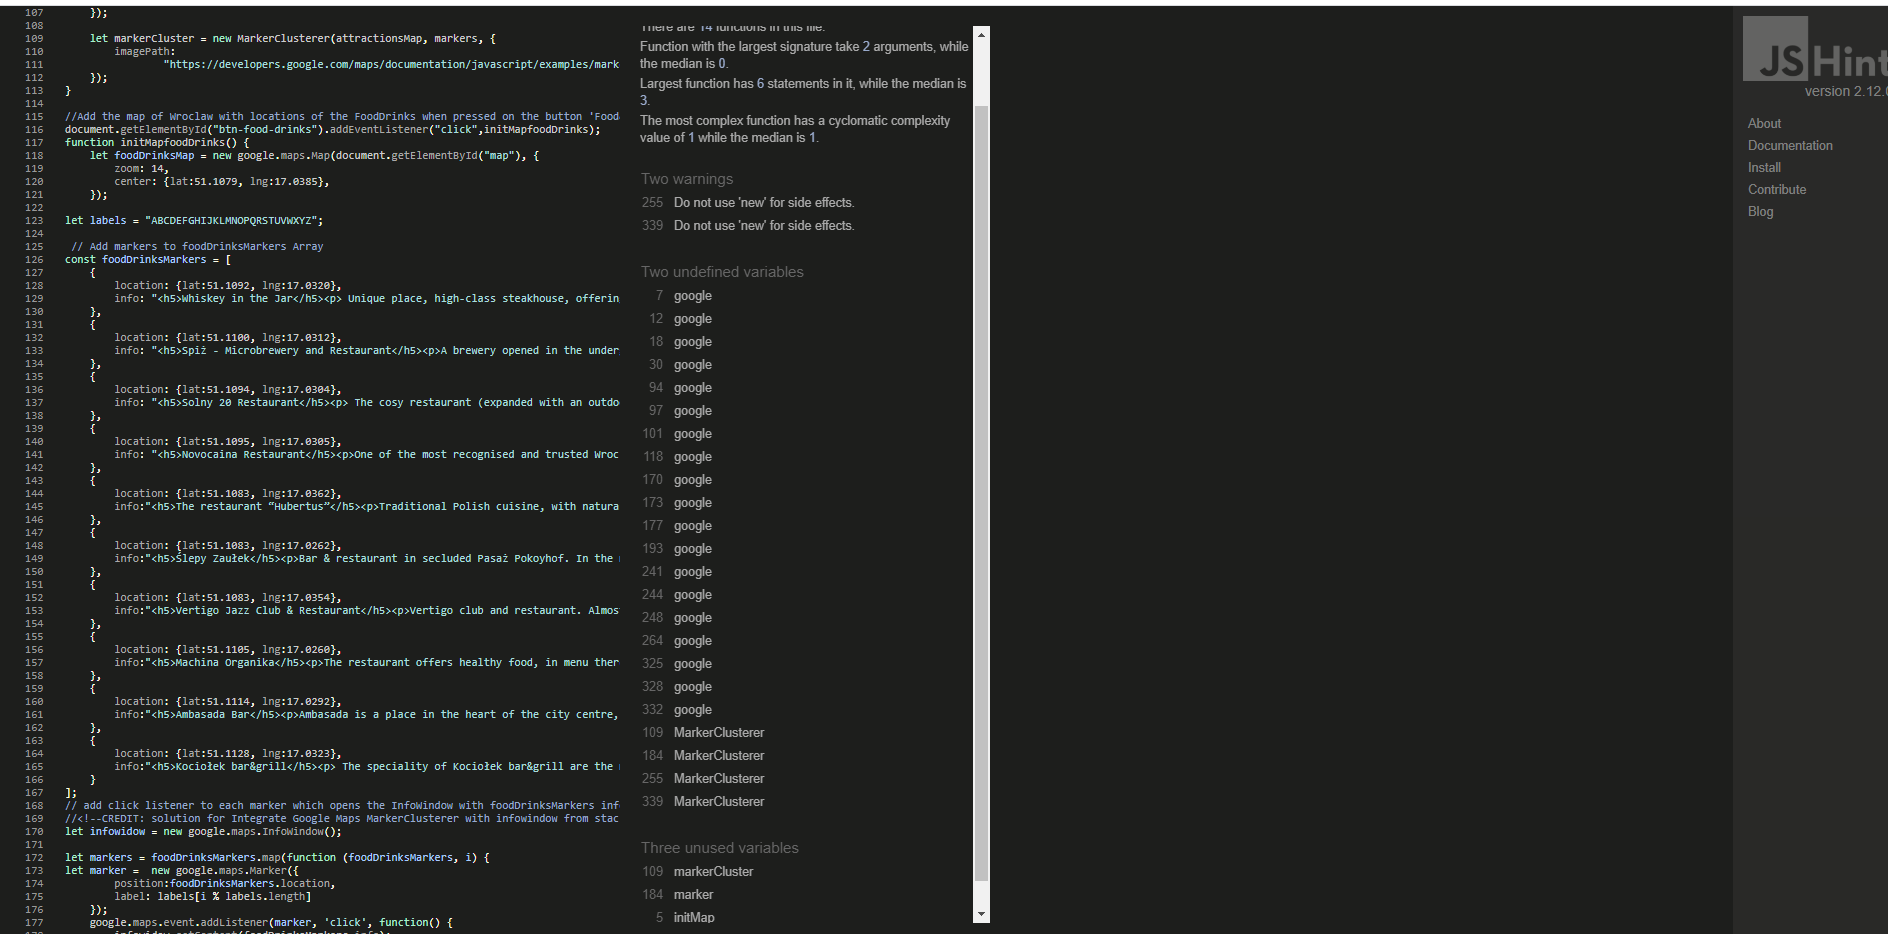 107 });
108
109 let markerCluster = new MarkerClusterer(attractionsMap, markers, {
110 imagePath:
111 "https://developers.google.com/maps/documentation/javascript/examples/mark
112 });
113 }
114
115 //Add the map of Wroclaw with locations of the FoodDrinks when pressed on the button 'Food
116 document.getElementById("btn-food-drinks").addEventListener("click",initMapfoodDrinks);
117 function initMapfoodDrinks() {
118 let foodDrinksMap = new google.maps.Map(document.getElementById("map"), {
119 zoom: 14,
120 center: {lat:51.1079, lng:17.0385},
121 });
122
123 let labels = "ABCDEFGHIJKLMNOPQRSTUVWXYZ";
124
125 // Add markers to foodDrinksMarkers Array
126 const foodDrinksMarkers = [
127 {
128 location: {lat:51.1092, lng:17.0320},
129 info: "<h5>Whiskey in the Jar</h5><p> Unique place, high-class steakhouse, offerin
130 },
131 {
132 location: {lat:51.1100, lng:17.0312},
133 info: "<h5>Spiż - Microbrewery and Restaurant</h5><p>A brewery opened in the under
134 },
135 {
136 location: {lat:51.1094, lng:17.0304},
137 info: "<h5>Solny 20 Restaurant</h5><p> The cosy restaurant (expanded with an outdo
138 },
139 {
140 location: {lat:51.1095, lng:17.0305},
141 info: "<h5>Novocaina Restaurant</h5><p>One of the most recognised and trusted Wroc
142 },
143 {
144 location: {lat:51.1083, lng:17.0362},
145 info:"<h5>The restaurant “Hubertus”</h5><p>Traditional Polish cuisine, with natura
146 },
147 {
148 location: {lat:51.1083, lng:17.0262},
149 info:"<h5>Ślepy Zaułek</h5><p>Bar & restaurant in secluded Pasaż Pokoyhof. In the
150 },
151 {
152 location: {lat:51.1083, lng:17.0354},
153 info:"<h5>Vertigo Jazz Club & Restaurant</h5><p>Vertigo club and restaurant. Almos
154 },
155 {
156 location: {lat:51.1105, lng:17.0260},
157 info:"<h5>Machina Organika</h5><p>The restaurant offers healthy food, in menu ther
158 },
159 {
160 location: {lat:51.1114, lng:17.0292},
161 info:"<h5>Ambasada Bar</h5><p>Ambasada is a place in the heart of the city centre,
162 },
163 {
164 location: {lat:51.1128, lng:17.0323},
165 info:"<h5>Kociołek bar&grill</h5><p> The speciality of Kociołek bar&grill are the
166 }
167 ];
168 // add click listener to each marker which opens the InfoWindow with foodDrinksMarkers inf
169 //<!--CREDIT: solution for Integrate Google Maps MarkerClusterer with infowindow from stac
170 let infowidow = new google.maps.InfoWindow();
171
172 let markers = foodDrinksMarkers.map(function (foodDrinksMarkers, i) {
173 let marker = new google.maps.Marker({
174 position:foodDrinksMarkers.location,
175 label: labels[i % labels.length]
176 });
177 google.maps.event.addListener(marker, 'click', function() {
There are 14 functions in this file.
Function with the largest signature take 2 arguments, while
the median is 0.
Largest function has 6 statements in it, while the median is
3.
The most complex function has a cyclomatic complexity
value of 1 while the median is 1.
Two warnings
255 Do not use 'new' for side effects.
339 Do not use 'new' for side effects.
Two undefined variables
7 google
12 google
18 google
30 google
94 google
97 google
101 google
118 google
170 google
173 google
177 google
193 google
241 google
244 google
248 google
264 google
325 google
328 google
332 google
109 MarkerClusterer
184 MarkerClusterer
255 MarkerClusterer
339 MarkerClusterer
Three unused variables
109 markerCluster
184 marker
5 initMap
JSHint
version 2.12.0
About
Documentation
Install
Contribute
Blog